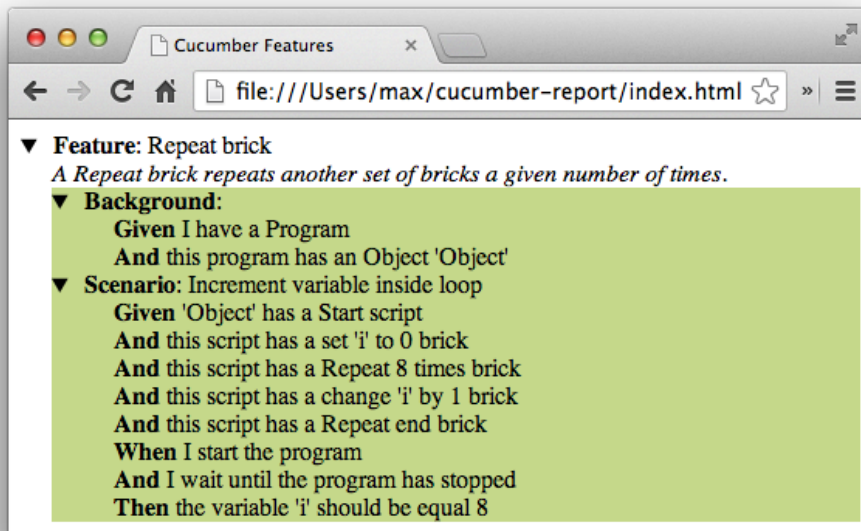 Cucumber Features
file:///Users/max/cucumber-report/index.html
Feature: Repeat brick
A Repeat brick repeats another set of bricks a given number of times.
Background:
Given I have a Program
And this program has an Object 'Object'
Scenario: Increment variable inside loop
Given 'Object' has a Start script
And this script has a set 'i' to 0 brick
And this script has a Repeat 8 times brick
And this script has a change 'i' by 1 brick
And this script has a Repeat end brick
When I start the program
And I wait until the program has stopped
Then the variable 'i' should be equal 8